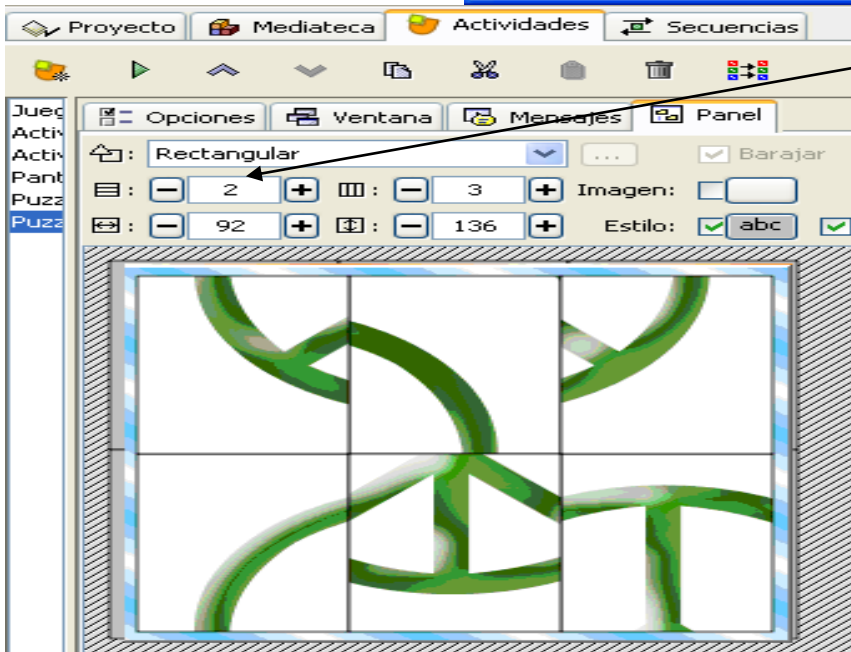 Proyecto Mediateca Actividades Secuencias
Opciones Ventana Mensajes Panel
Jueg
Activ
Activ
Pant
Puzz
Puzz
: Rectangular ... Barajar
: 2 : 3 Imagen:
: 92 : 136 Estilo: abc